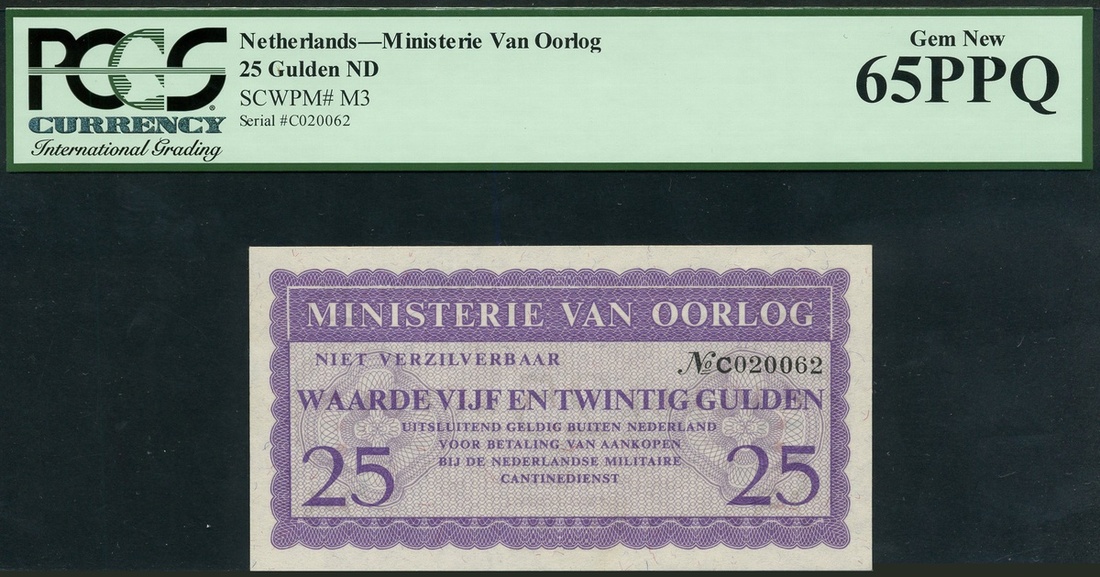 PCGS
CURRENCY
International Grading
Netherlands—Ministerie Van Oorlog
25 Gulden ND
SCWPM# M3
Serial #C020062
Gem New
65PPQ
MINISTERIE VAN OORLOG
NIET VERZILVERBAAR
№C020062
WAARDE VIJF EN TWINTIG GULDEN
UITSLUITEND GELDIG BUITEN NEDERLAND
VOOR BETALING VAN AANKOPEN
BIJ DE NEDERLANDSE MILITAIRE
CANTINEDIENST
25
25